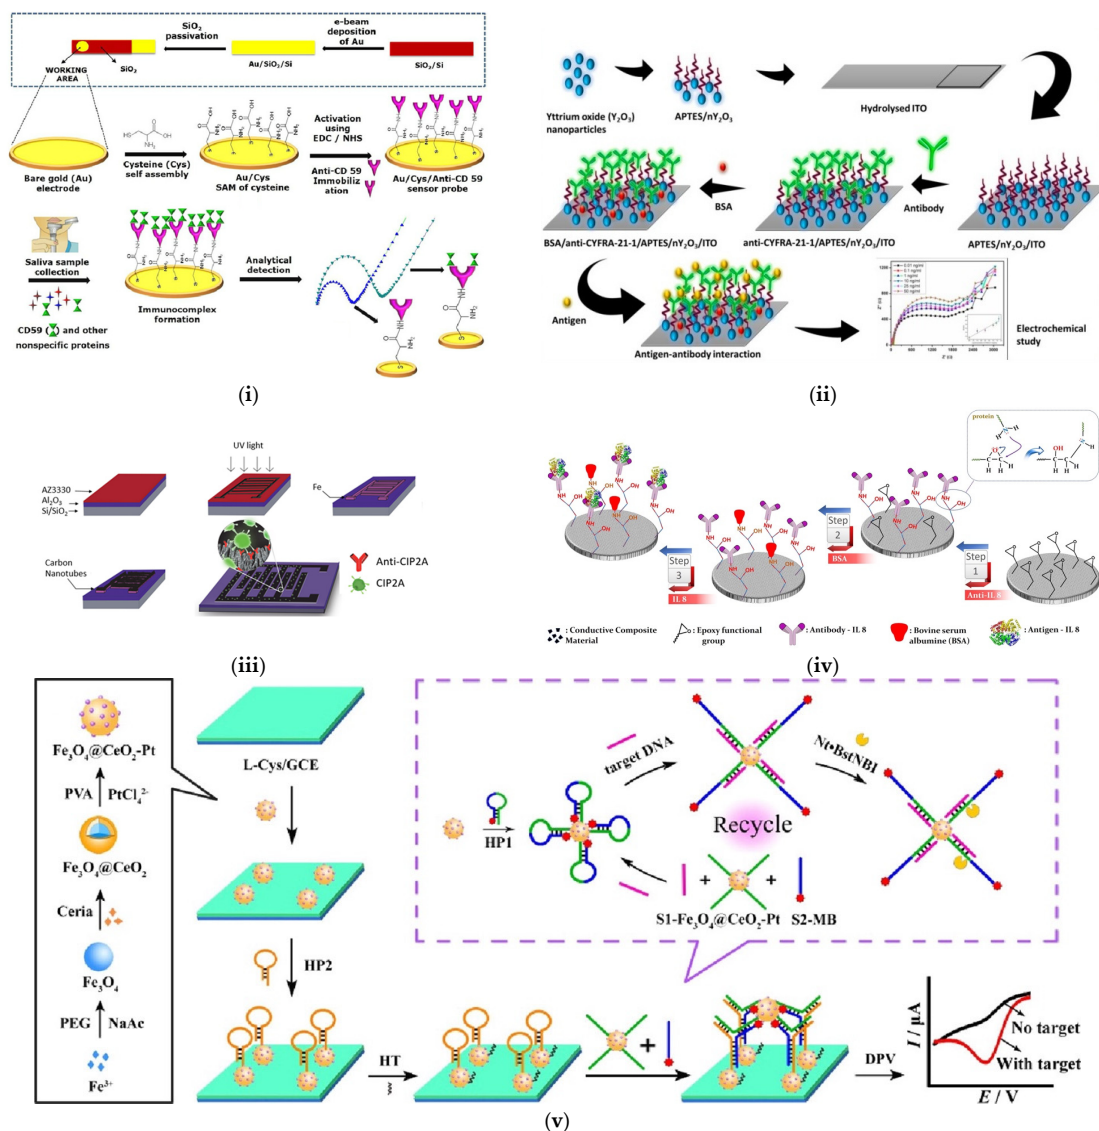 SiO₂
passivation
e-beam
deposition
of Au
WORKING
AREA
SiO₂
Au/SiO₂/Si
SiO₂/Si
HS
O
OH
NH₂
Bare gold (Au)
electrode
Cysteine (Cys)
self assembly
Au/Cys
SAM of cysteine
Activation
using
EDC / NHS
Anti-CD 59
Immobiliz
ation
Au/Cys/Anti-CD 59
sensor probe
Saliva sample
collection
CD59 ( ) and other
nonspecific proteins
Immunocomplex
formation
Analytical
detection
(i)
Yttrium oxide (Y₂O₃)
nanoparticles
APTES/nY₂O₃
Hydrolysed ITO
BSA
Antibody
BSA/anti-CYFRA-21-1/APTES/nY₂O₃/ITO
anti-CYFRA-21-1/APTES/nY₂O₃/ITO
APTES/nY₂O₃/ITO
Antigen
Antigen-antibody interaction
Electrochemical
study
(ii)
UV light
AZ3330
Al₂O₃
Si/SiO₂
Fe
Carbon
Nanotubes
Anti-CIP2A
CIP2A
(iii)
protein
OH
Step
3
IL 8
Step
2
BSA
Step
1
Anti-IL 8
: Conductive Composite
Material
: Epoxy functional
group
: Antibody - IL 8
: Bovine serum
albumine (BSA)
: Antigen - IL 8
(iv)
Fe₃O₄@CeO₂-Pt
PVA
PtCl₄²⁻
Fe₃O₄@CeO₂
Ceria
Fe₃O₄
PEG
NaAc
Fe³⁺
L-Cys/GCE
HP2
HT
target DNA
Nt•BstNBI
HP1
Recycle
S1-Fe₃O₄@CeO₂-Pt
S2-MB
DPV
I / μA
No target
With target
E / V
(v)